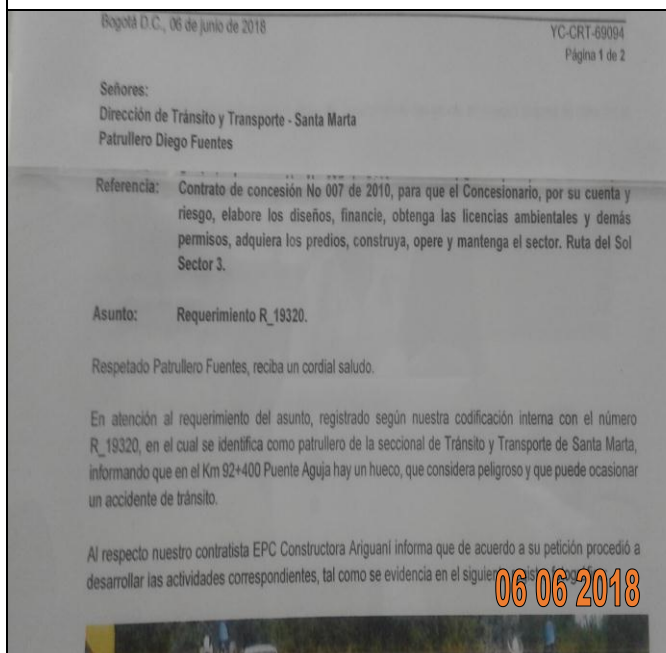 Bogotá D.C., 06 de junio de 2018
YC-CRT-69094
Página 1 de 2
Señores:
Dirección de Tránsito y Transporte - Santa Marta
Patrullero Diego Fuentes
Referencia: Contrato de concesión No 007 de 2010, para que el Concesionario, por su cuenta y
riesgo, elabore los diseños, financie, obtenga las licencias ambientales y demás
permisos, adquiera los predios, construya, opere y mantenga el sector. Ruta del Sol
Sector 3.
Asunto: Requerimiento R_19320.
Respetado Patrullero Fuentes, reciba un cordial saludo.
En atención al requerimiento del asunto, registrado según nuestra codificación interna con el número
R_19320, en el cual se identifica como patrullero de la seccional de Tránsito y Transporte de Santa Marta,
informando que en el Km 92+400 Puente Aguja hay un hueco, que considera peligroso y que puede ocasionar
un accidente de tránsito.
Al respecto nuestro contratista EPC Constructora Ariguaní informa que de acuerdo a su petición procedió a
desarrollar las actividades correspondientes, tal como se evidencia en el siguiente
06 06 2018